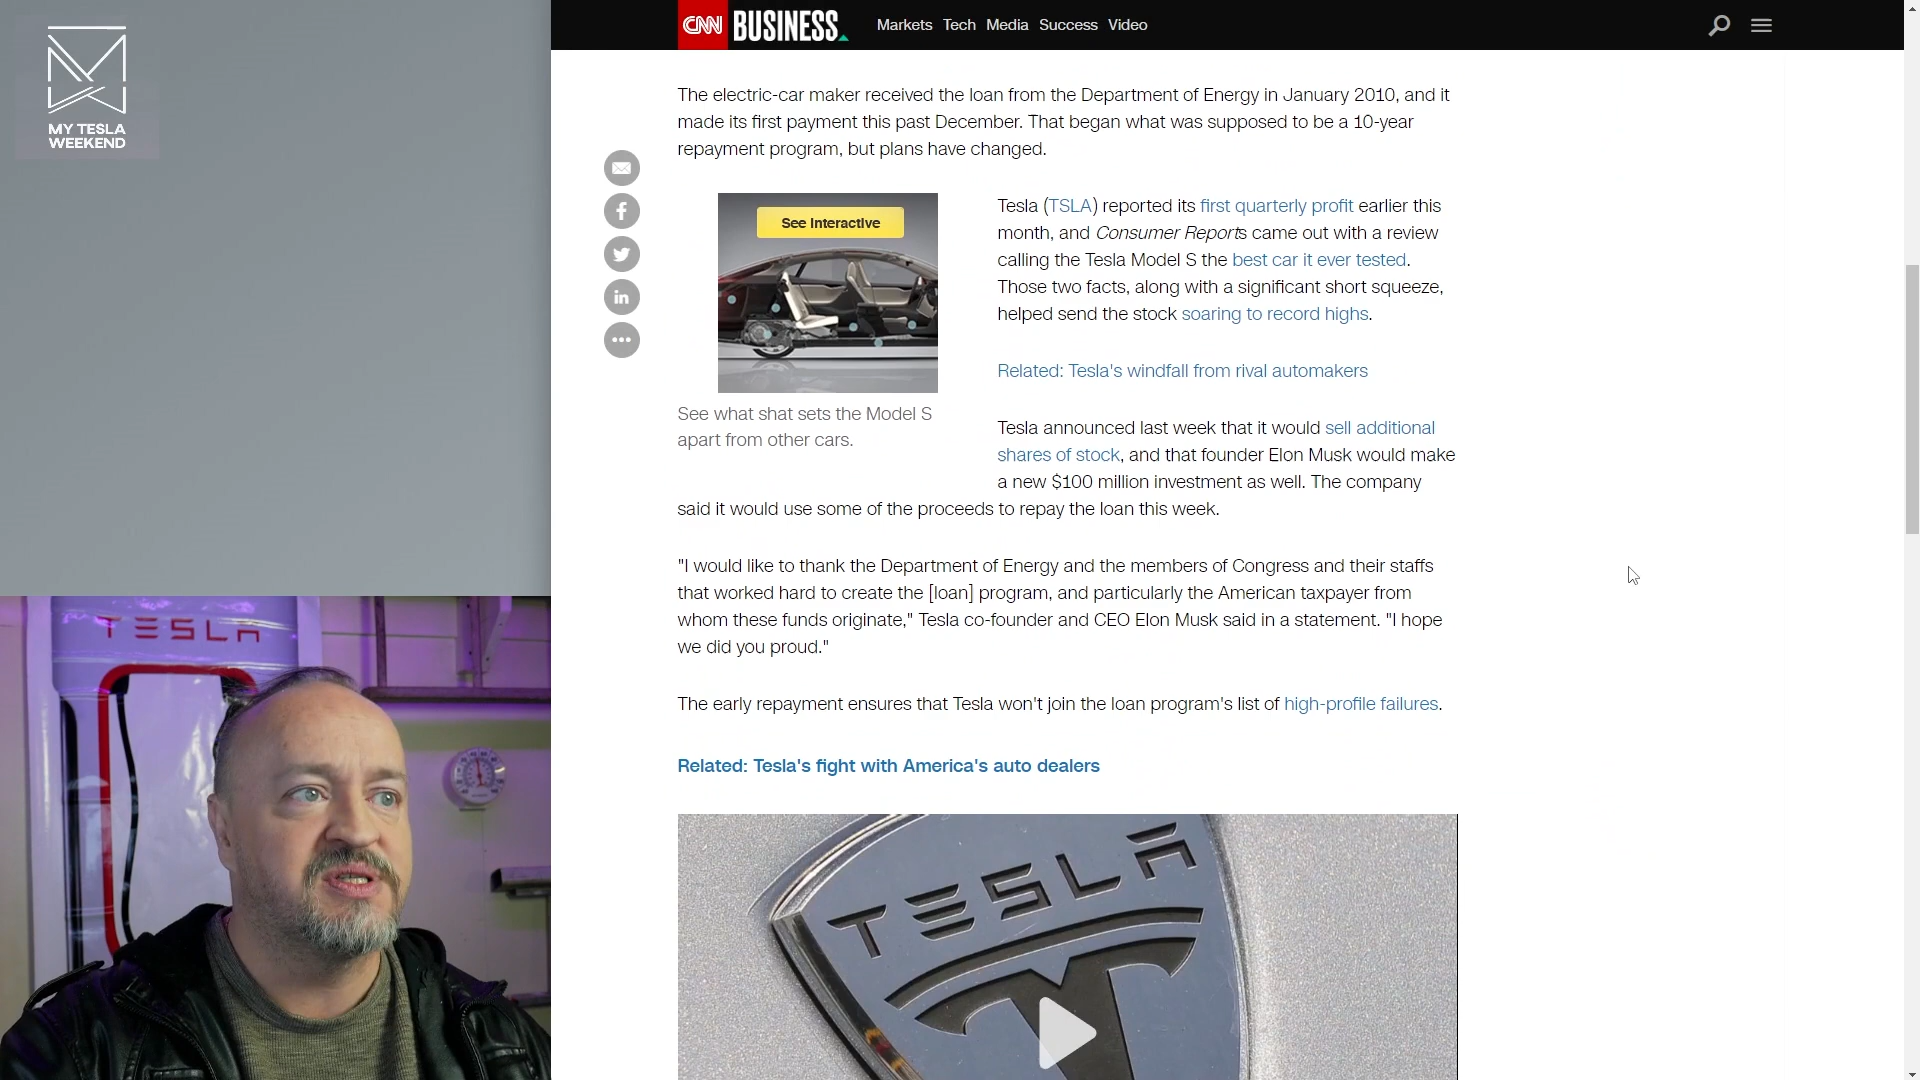 MY TESLA
WEEKEND
CNN BUSINESS
Markets Tech Media Success Video
The electric-car maker received the loan from the Department of Energy in January 2010, and it
made its first payment this past December. That began what was supposed to be a 10-year
repayment program, but plans have changed.
See Interactive
See what shat sets the Model S
apart from other cars.
Tesla (TSLA) reported its first quarterly profit earlier this
month, and Consumer Reports came out with a review
calling the Tesla Model S the best car it ever tested.
Those two facts, along with a significant short squeeze,
helped send the stock soaring to record highs.
Related: Tesla's windfall from rival automakers
Tesla announced last week that it would sell additional
shares of stock, and that founder Elon Musk would make
a new $100 million investment as well. The company
said it would use some of the proceeds to repay the loan this week.
"I would like to thank the Department of Energy and the members of Congress and their staffs
that worked hard to create the [loan] program, and particularly the American taxpayer from
whom these funds originate," Tesla co-founder and CEO Elon Musk said in a statement. "I hope
we did you proud."
The early repayment ensures that Tesla won't join the loan program's list of high-profile failures.
Related: Tesla's fight with America's auto dealers
TESLA
TESLA